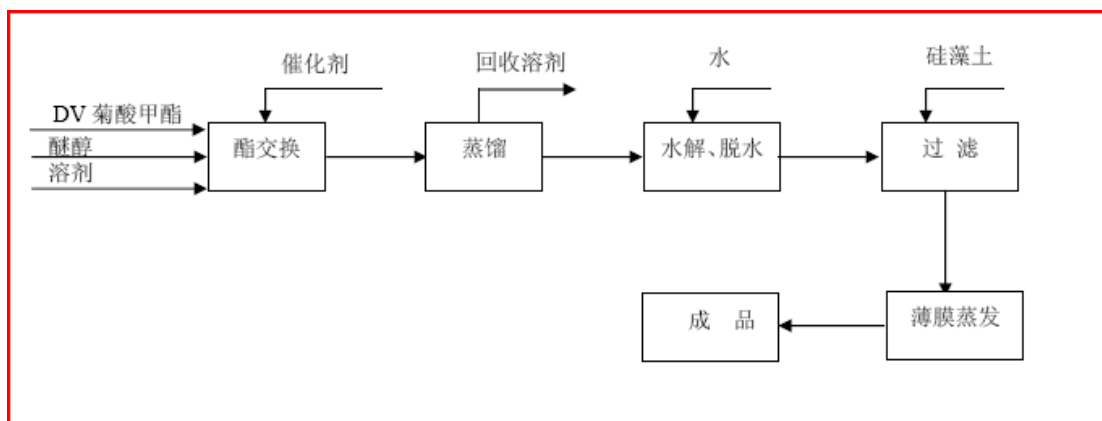 催化剂
回收溶剂
水
硅藻土
DV 菊酸甲酯
醚醇
溶剂
酯交换
蒸馏
水解、脱水
过 滤
薄膜蒸发
成 品